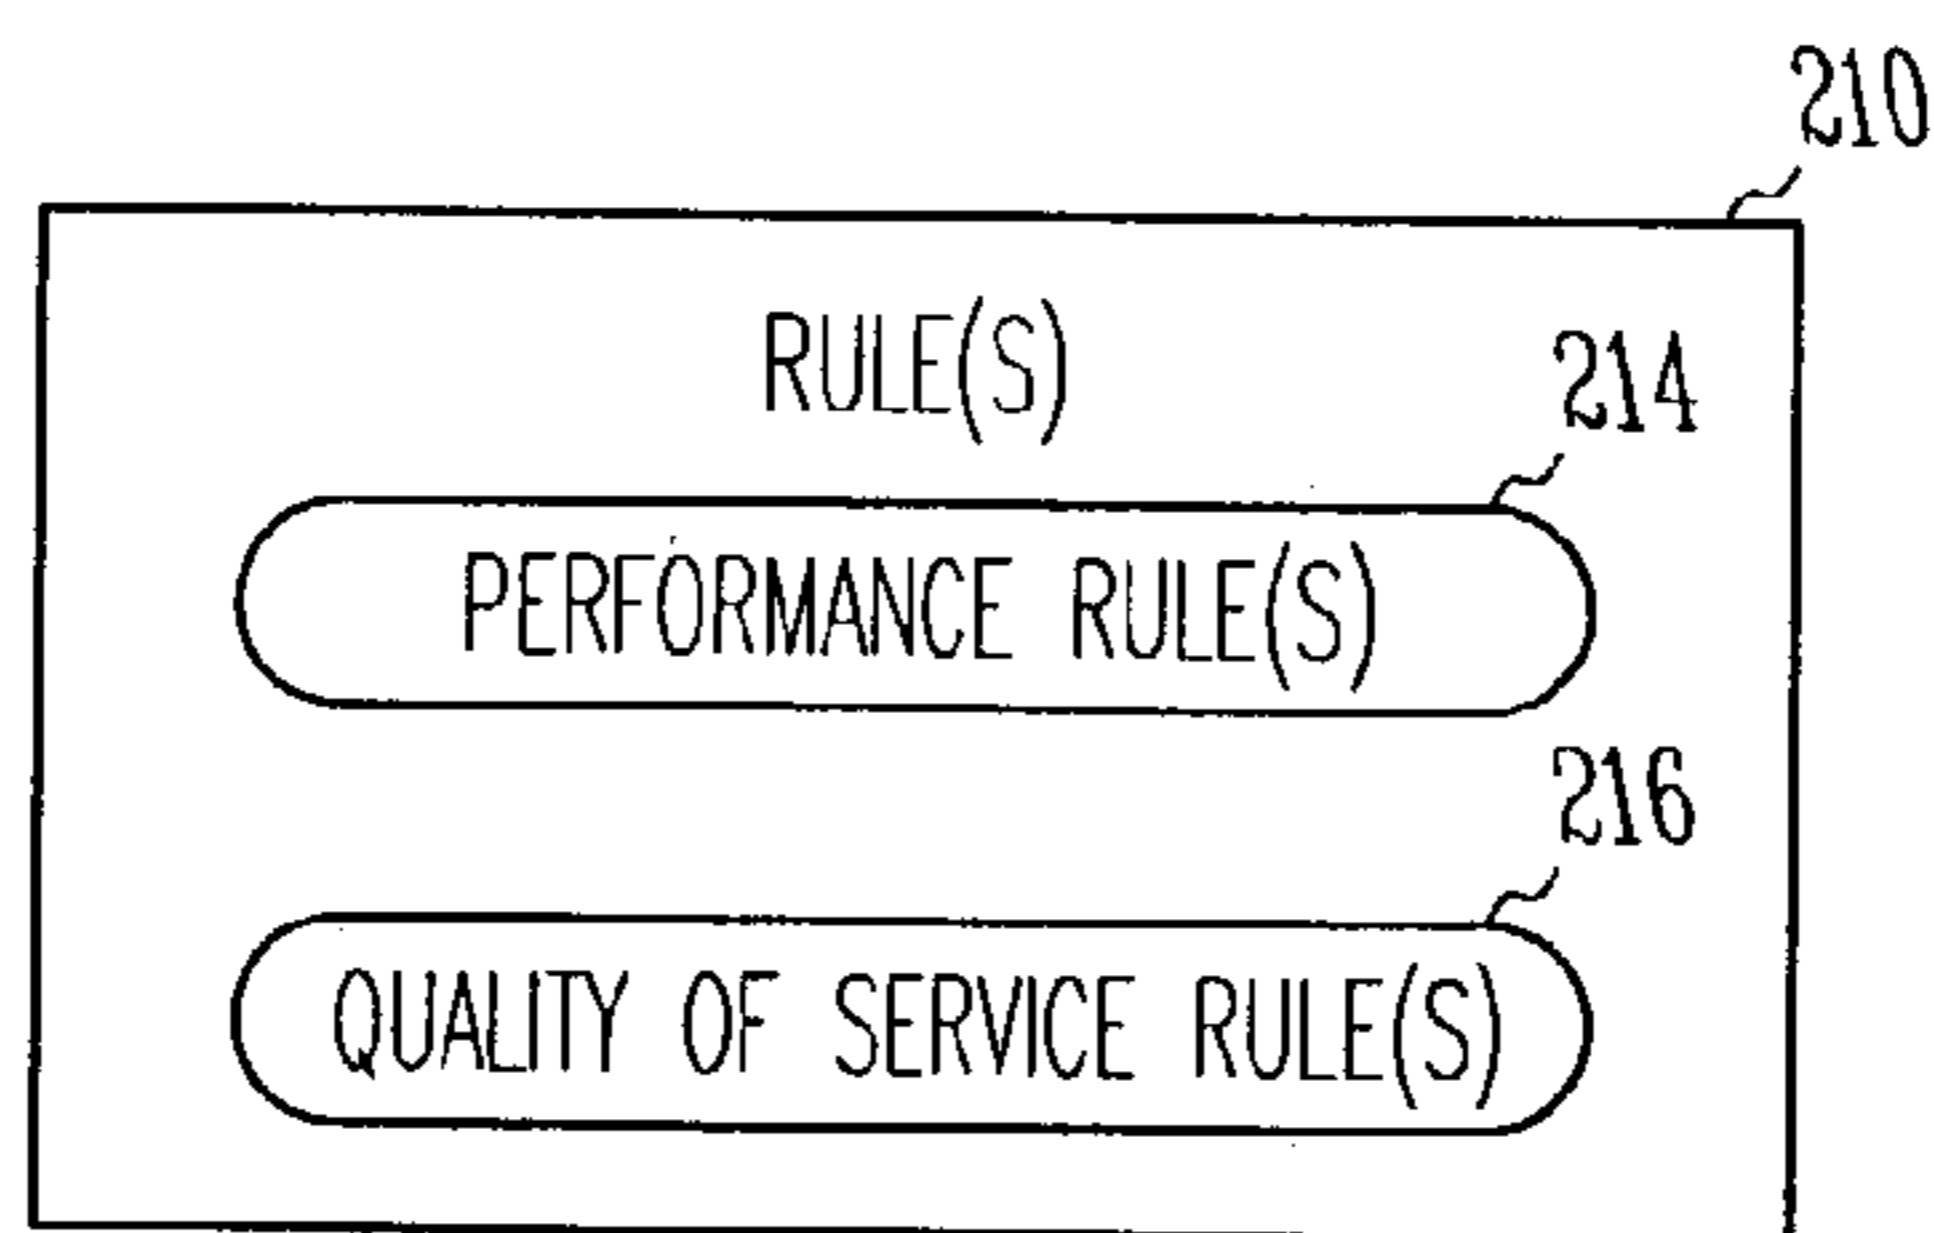 210
RULE(S)
214
PERFORMANCE RULE(S)
216
QUALITY OF SERVICE RULE(S)